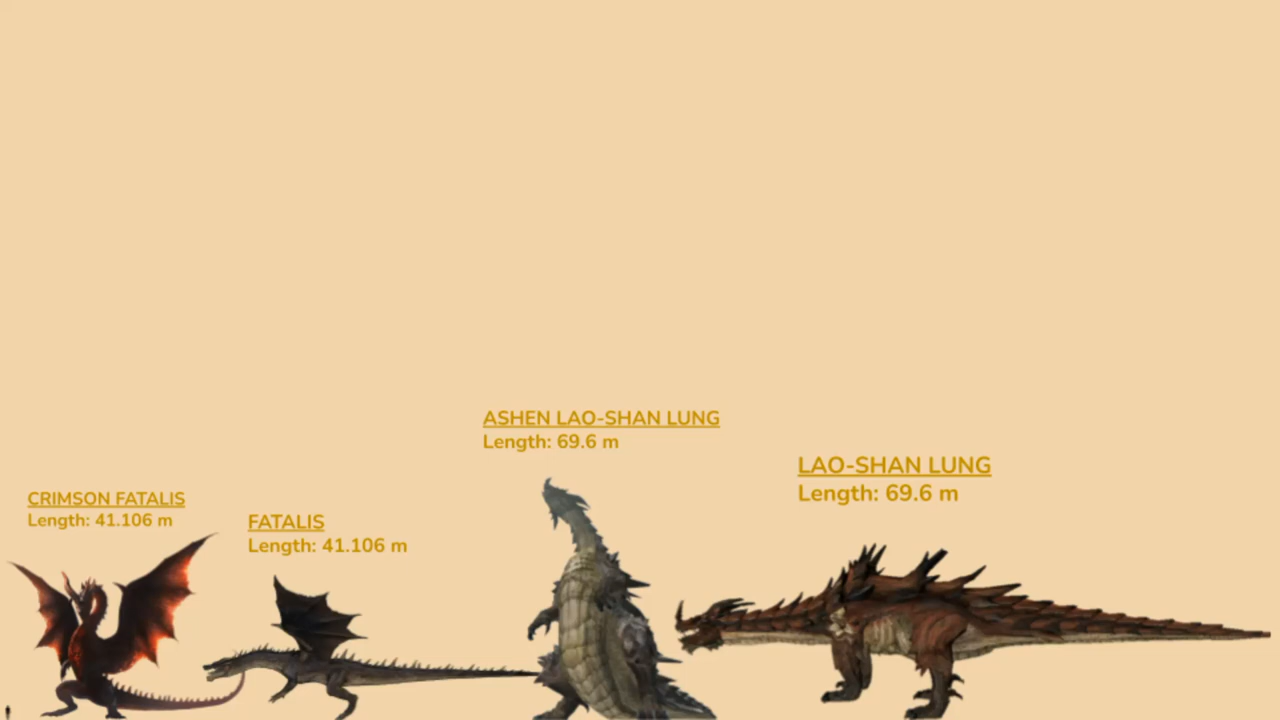 CRIMSON FATALIS
Length: 41.106 m
FATALIS
Length: 41.106 m
ASHEN LAO-SHAN LUNG
Length: 69.6 m
LAO-SHAN LUNG
Length: 69.6 m